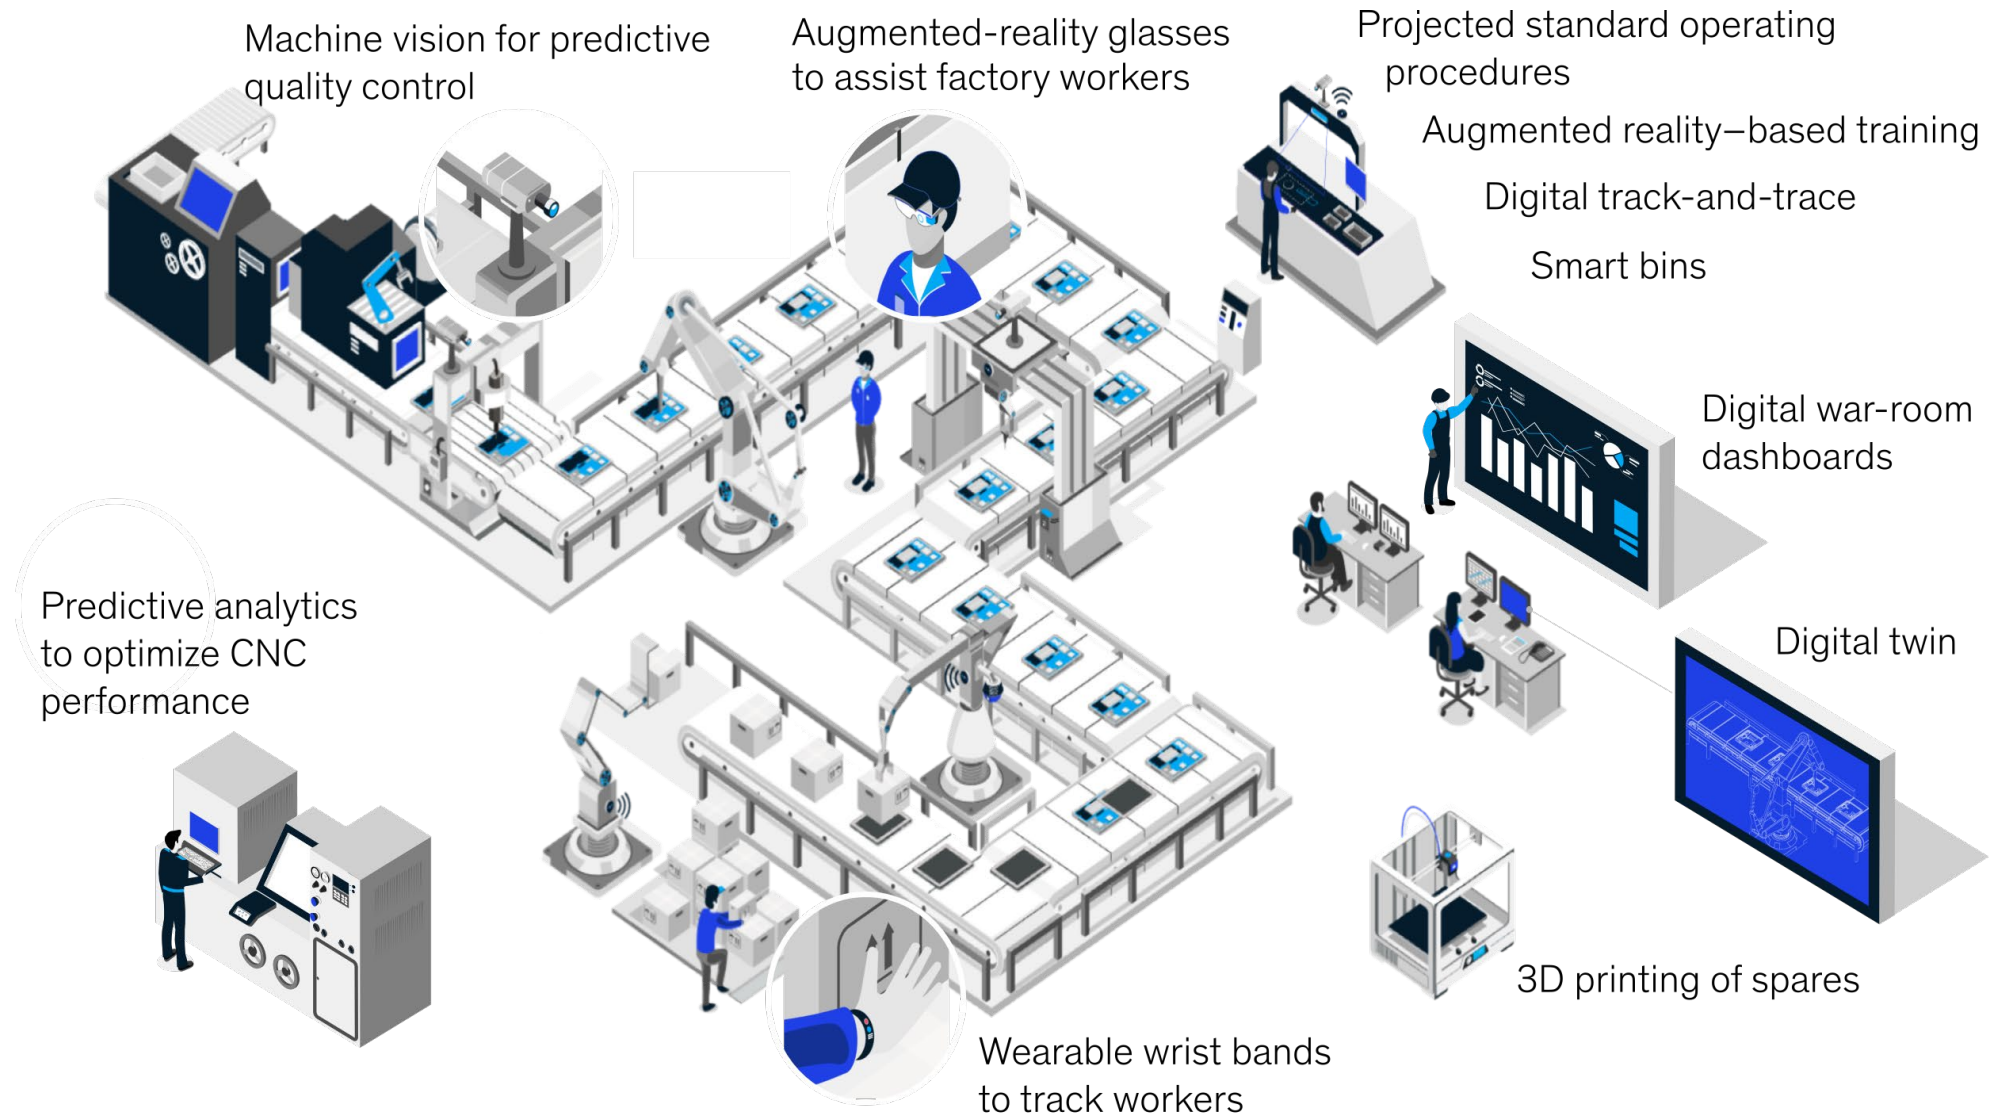 Machine vision for predictive
quality control
Augmented-reality glasses
to assist factory workers
Projected standard operating
procedures
Augmented reality–based training
Digital track-and-trace
Smart bins
Digital war-room
dashboards
Predictive analytics
to optimize CNC
performance
Digital twin
3D printing of spares
Wearable wrist bands
to track workers